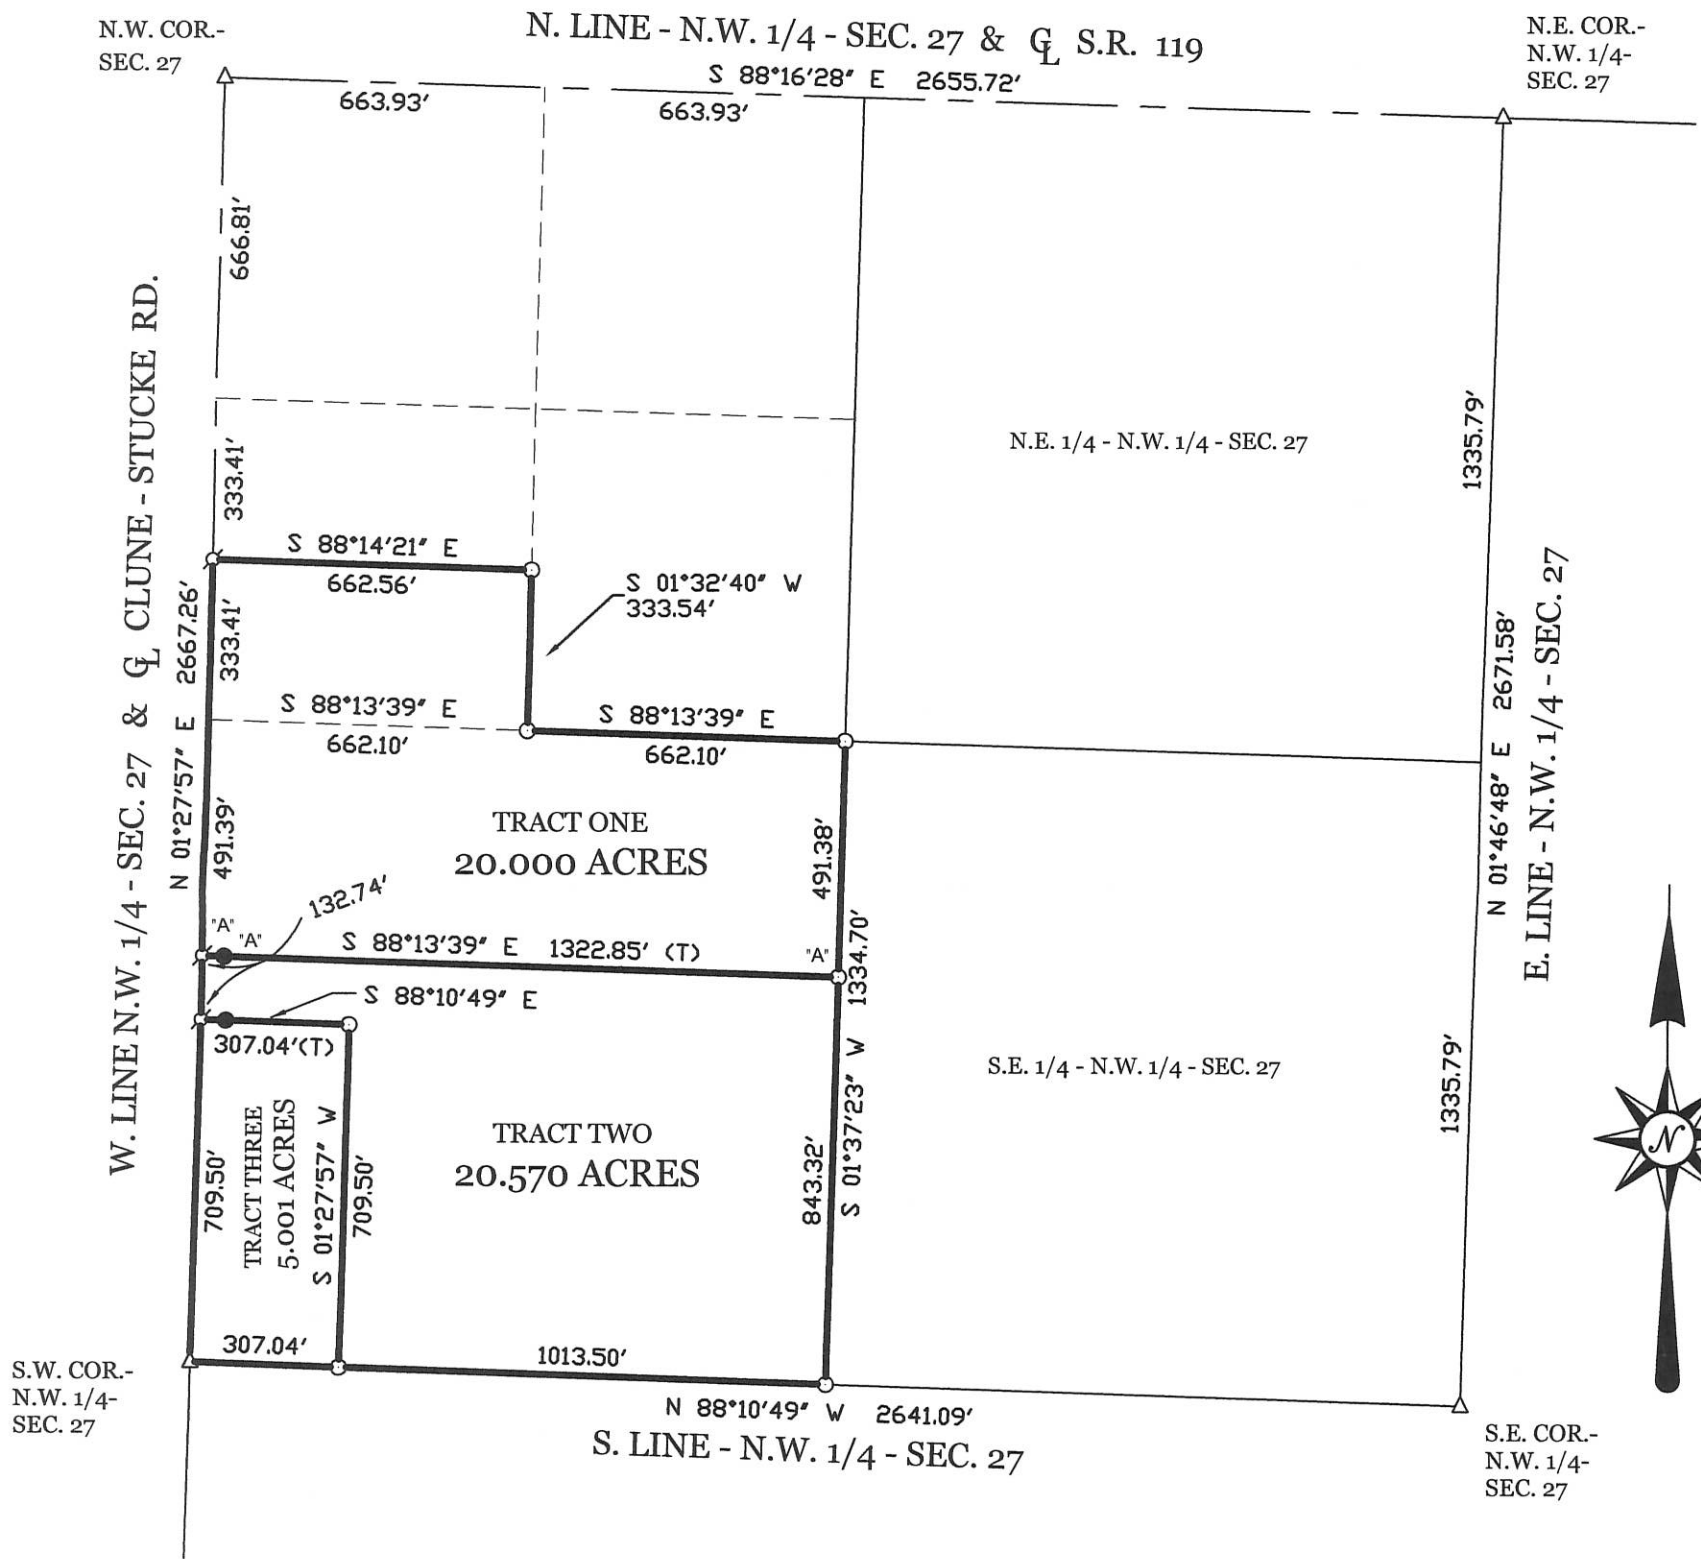 N.W. COR.-
SEC. 27
N. LINE - N.W. 1/4 - SEC. 27 & ℄ S.R. 119
S 88°16'28" E 2655.72'
N.E. COR.-
N.W. 1/4-
SEC. 27
663.93'
663.93'
666.81'
333.41'
W. LINE N.W. 1/4 - SEC. 27 & ℄ CLUNE - STUCKE RD.
N 01°27'57" E 2667.26'
S 88°14'21" E
662.56'
S 01°32'40" W
333.54'
333.41'
S 88°13'39" E
662.10'
S 88°13'39" E
662.10'
N.E. 1/4 - N.W. 1/4 - SEC. 27
1335.79'
N 01°46'48" E 2671.58'
E. LINE - N.W. 1/4 - SEC. 27
491.39'
TRACT ONE
20.000 ACRES
491.38'
132.74'
"A"
"A"
S 88°13'39" E 1322.85' (T)
"A"
1334.70'
S 01°37'23" W
S 88°10'49" E
307.04'(T)
709.50'
TRACT THREE
5.001 ACRES
S 01°27'57" W
709.50'
TRACT TWO
20.570 ACRES
843.32'
S.E. 1/4 - N.W. 1/4 - SEC. 27
1335.79'
N
307.04'
1013.50'
S.W. COR.-
N.W. 1/4-
SEC. 27
N 88°10'49" W 2641.09'
S. LINE - N.W. 1/4 - SEC. 27
S.E. COR.-
N.W. 1/4-
SEC. 27